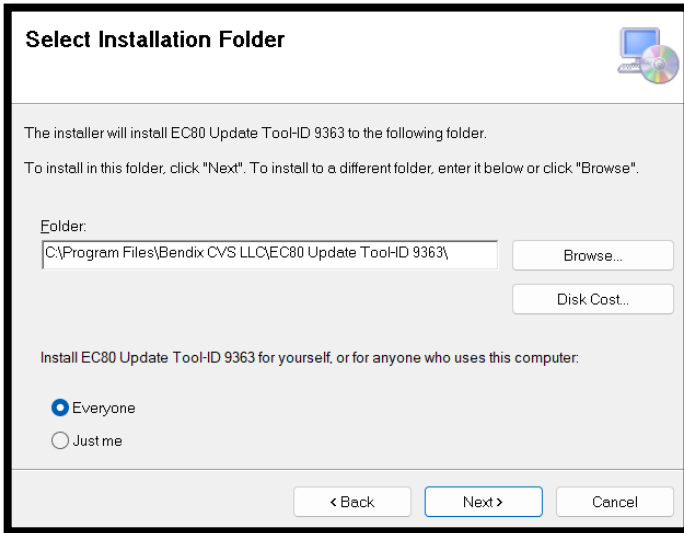 Select Installation Folder
The installer will install EC80 Update Tool-ID 9363 to the following folder.
To install in this folder, click "Next". To install to a different folder, enter it below or click "Browse".
Folder:
C:\Program Files\Bendix CVS LLC\EC80 Update Tool-ID 9363\
Browse...
Disk Cost...
Install EC80 Update Tool-ID 9363 for yourself, or for anyone who uses this computer:
Everyone
Just me
< Back
Next >
Cancel